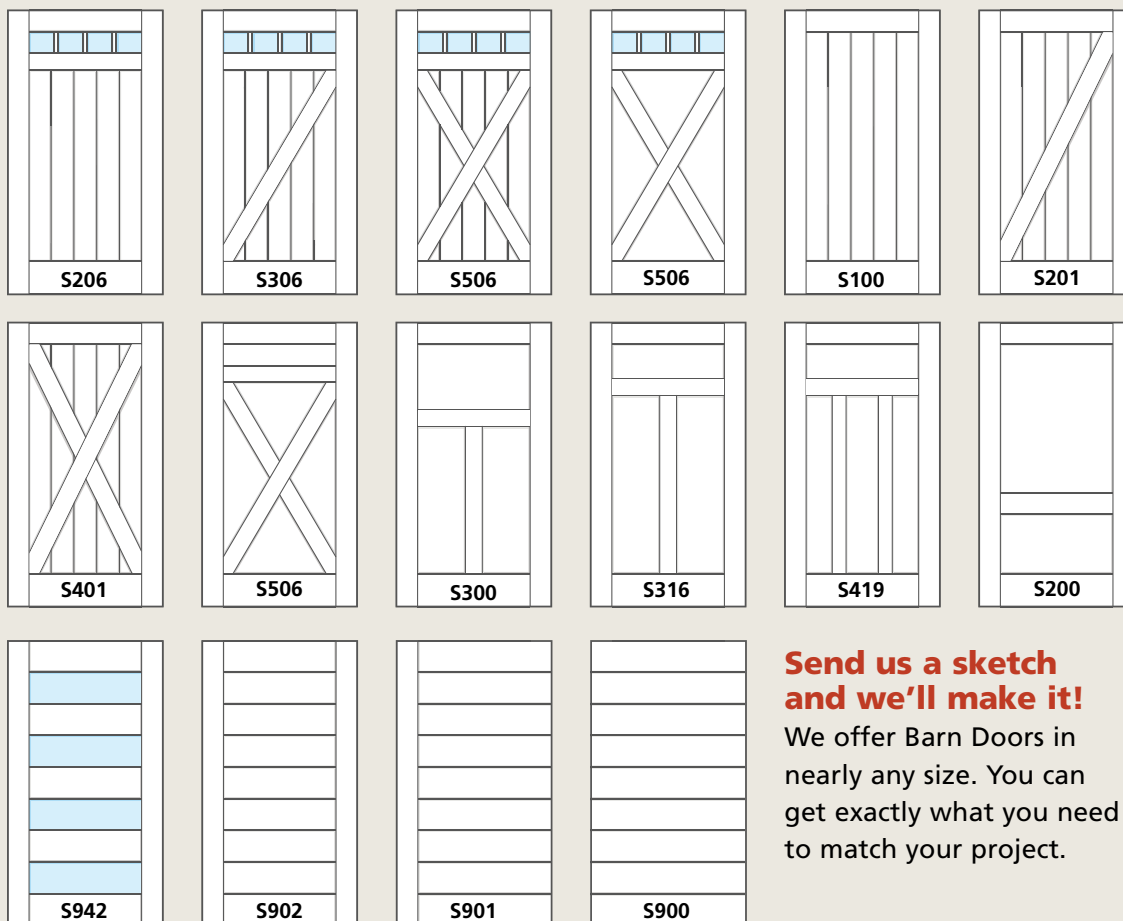 S206
S306
S506
S506
S100
S201
S401
S506
S300
S316
S419
S200
S942
S902
S901
S900
Send us a sketch
and we’ll make it!
We offer Barn Doors in
nearly any size. You can
get exactly what you need
to match your project.